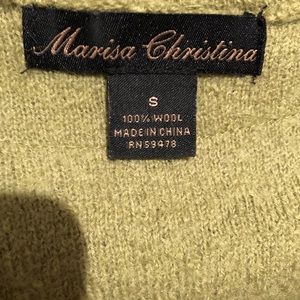 Marisa Christina
S
100% WOOL
MADE IN CHINA
RN59478